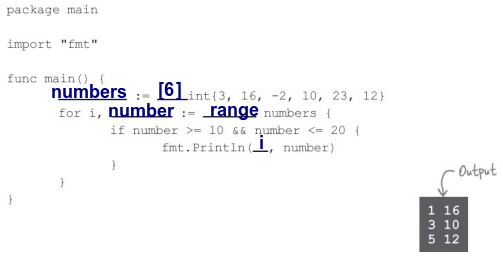 package main
import "fmt"
func main() {
numbers := [6]int{3, 16, -2, 10, 23, 12}
for i, number := range numbers {
if number >= 10 && number <= 20 {
fmt.Println(i, number)
}
}
}
Output
1 16
3 10
5 12